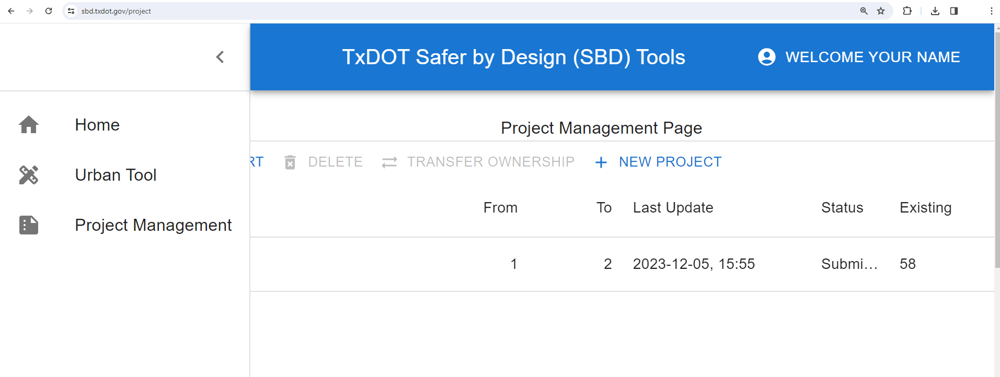 sbd.txdot.gov/project
TxDOT Safer by Design (SBD) Tools
WELCOME YOUR NAME
Home
Urban Tool
Project Management
Project Management Page
RT DELETE TRANSFER OWNERSHIP + NEW PROJECT
From To Last Update Status Existing
1 2 2023-12-05, 15:55 Submi... 58